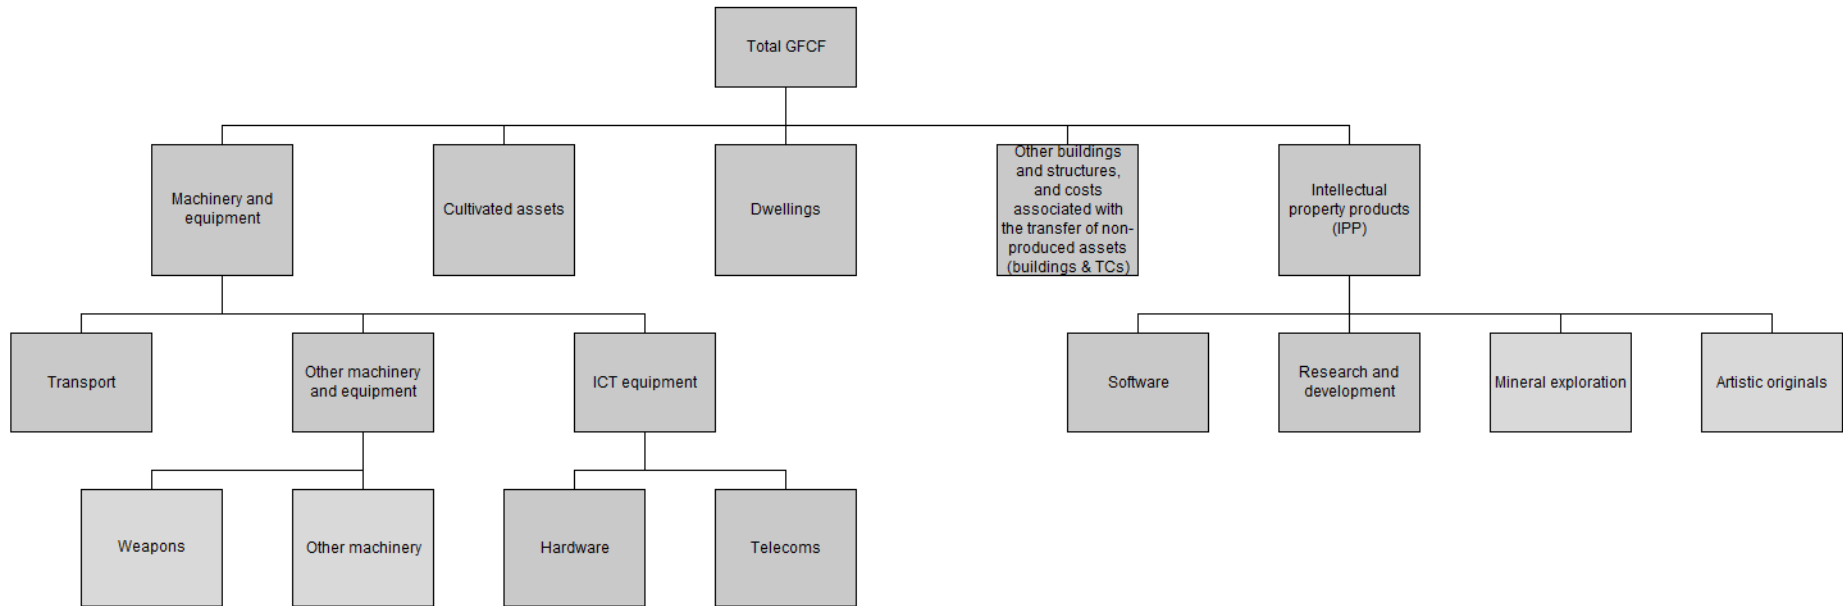 Total GFCF
Machinery and
equipment
Cultivated assets
Dwellings
Other buildings
and structures,
and costs
associated with
the transfer of non-
produced assets
(buildings & TCs)
Intellectual
property products
(IPP)
Transport
Other machinery
and equipment
ICT equipment
Software
Research and
development
Mineral exploration
Artistic originals
Weapons
Other machinery
Hardware
Telecoms